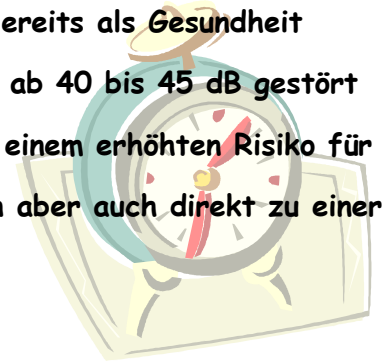 ereits als Gesundheit
ab 40 bis 45 dB gestört
einem erhöhten Risiko für
aber auch direkt zu einer